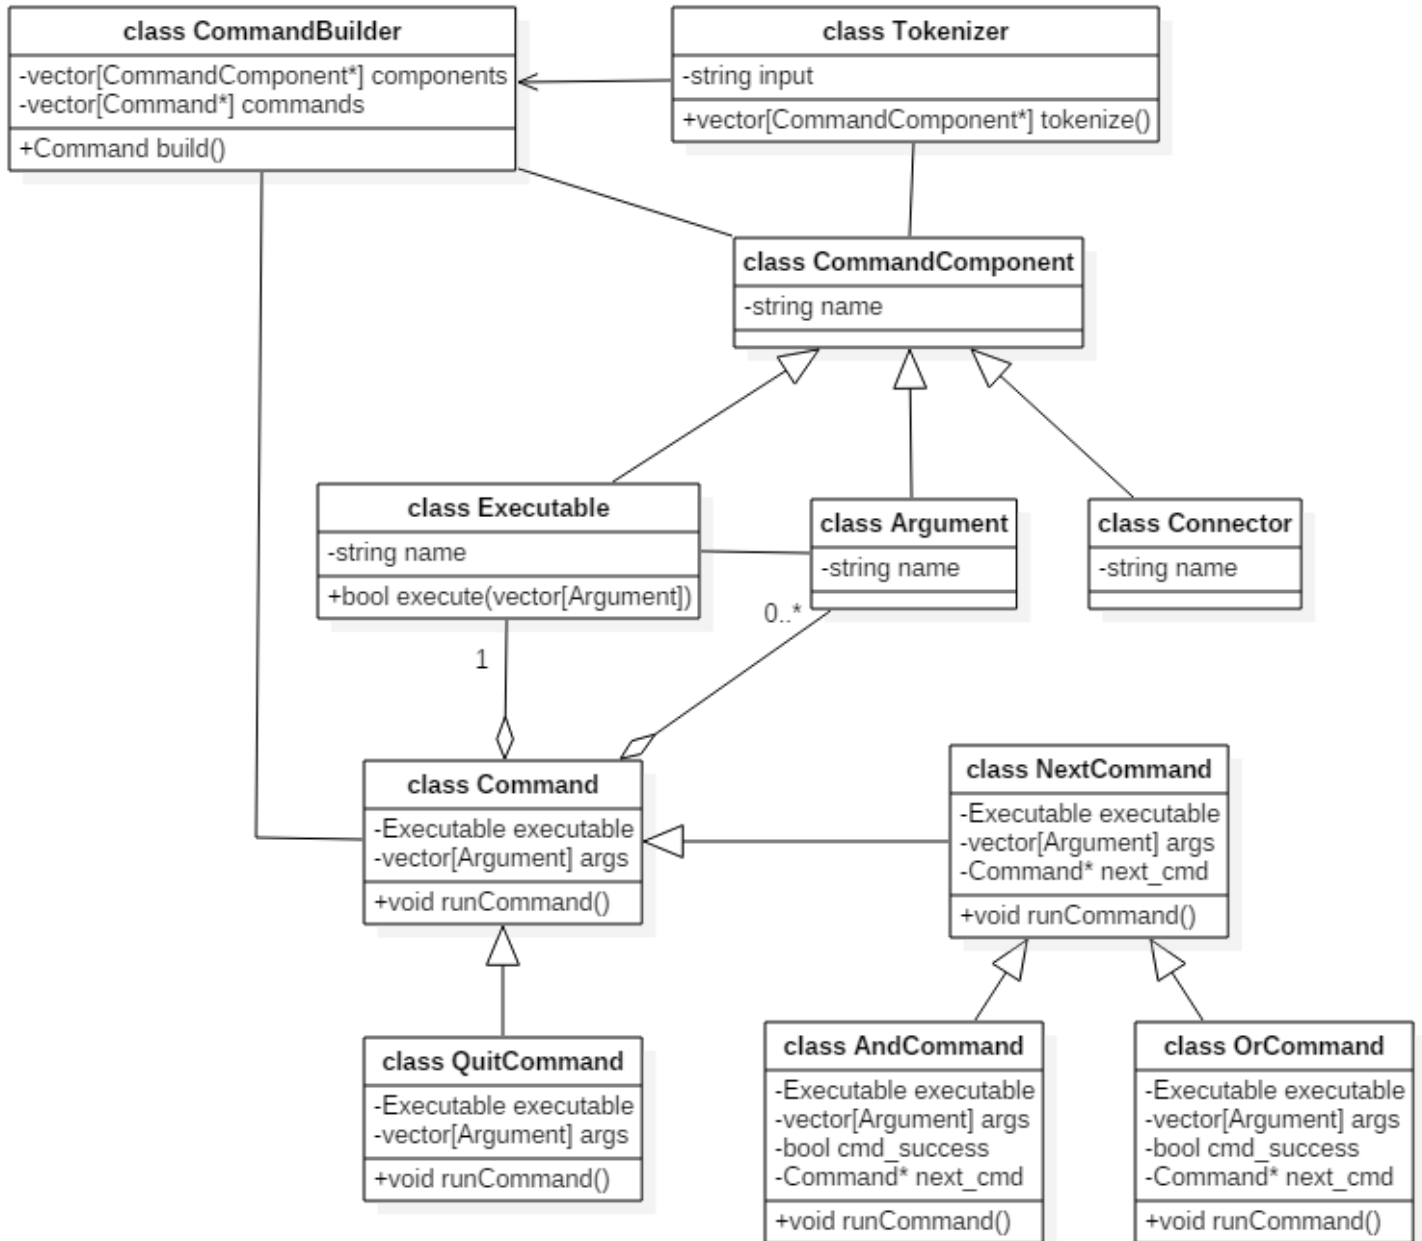 class CommandBuilder
-vector[CommandComponent*] components
-vector[Command*] commands
+Command build()
class Tokenizer
-string input
+vector[CommandComponent*] tokenize()
class CommandComponent
-string name
class Executable
-string name
+bool execute(vector[Argument])
class Argument
-string name
class Connector
-string name
1
0..*
class Command
-Executable executable
-vector[Argument] args
+void runCommand()
class NextCommand
-Executable executable
-vector[Argument] args
-Command* next_cmd
+void runCommand()
class QuitCommand
-Executable executable
-vector[Argument] args
+void runCommand()
class AndCommand
-Executable executable
-vector[Argument] args
-bool cmd_success
-Command* next_cmd
+void runCommand()
class OrCommand
-Executable executable
-vector[Argument] args
-bool cmd_success
-Command* next_cmd
+void runCommand()